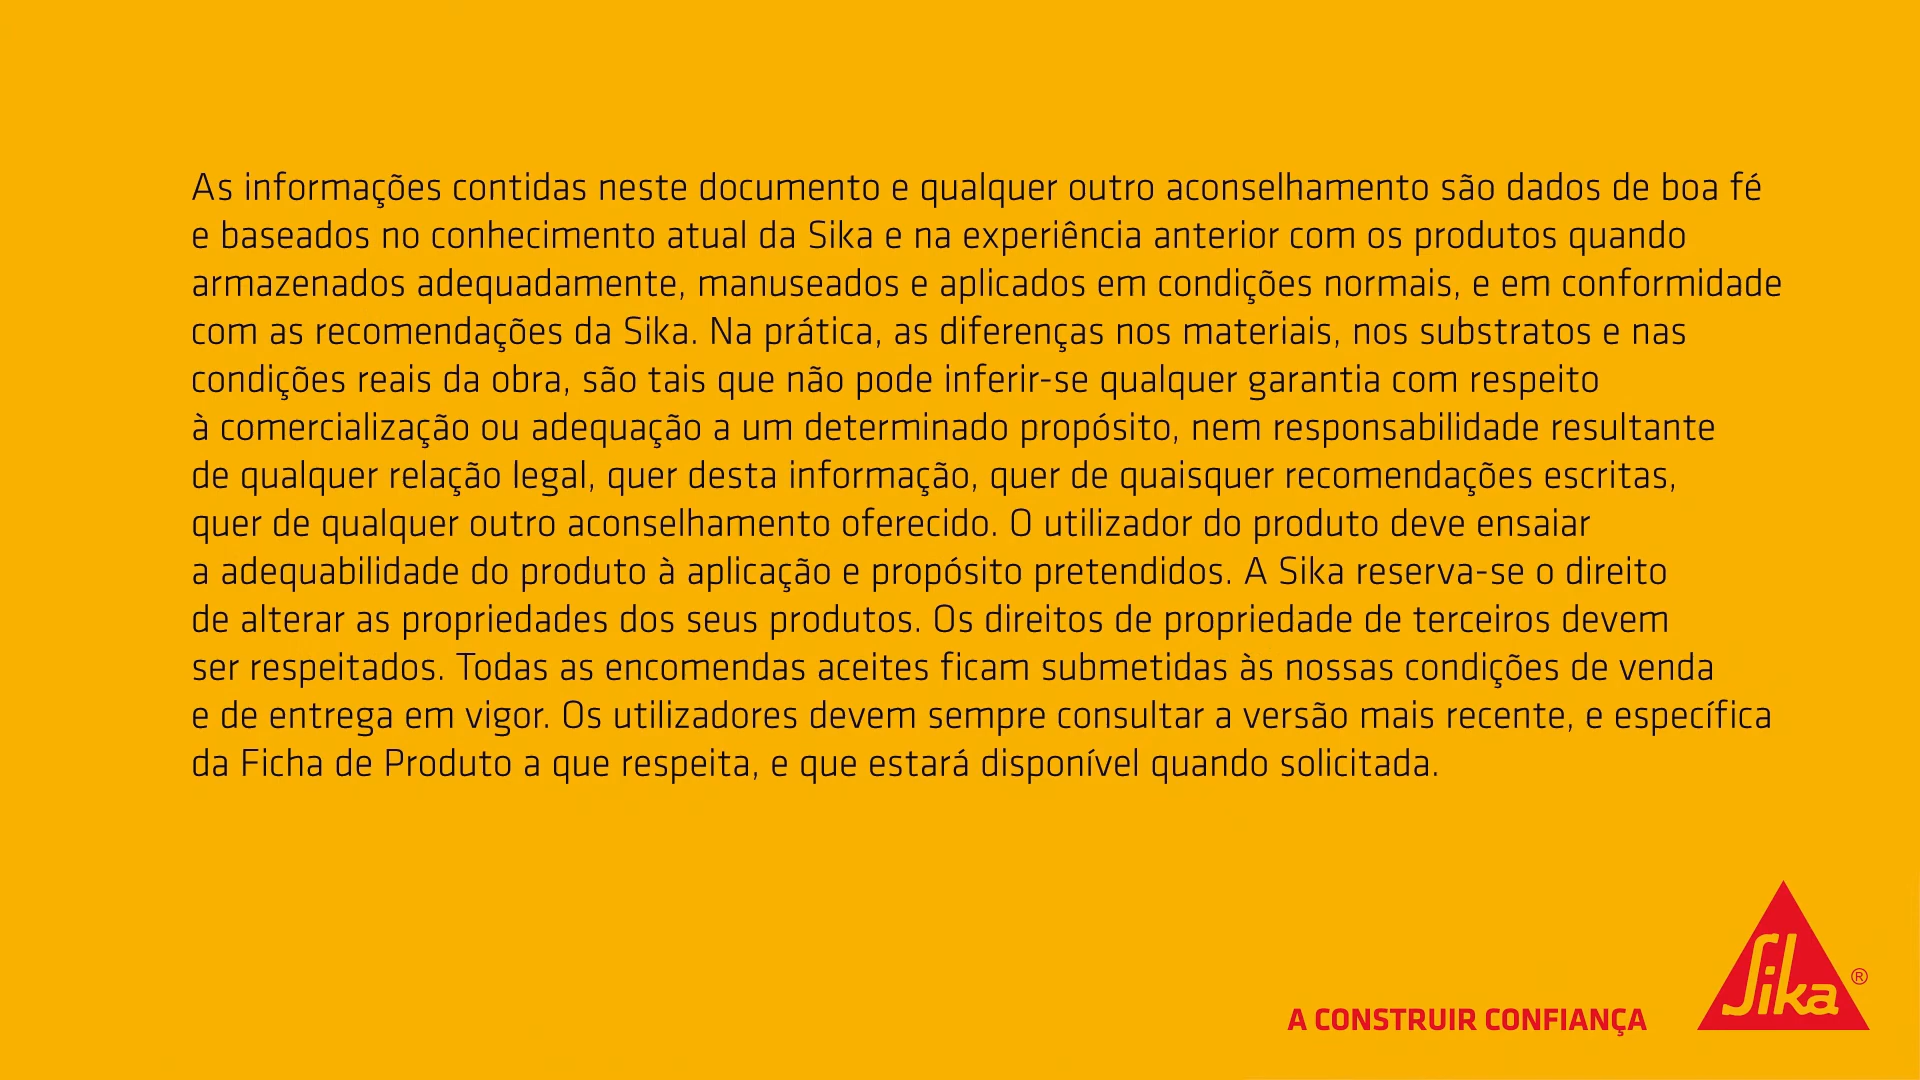 As informações contidas neste documento e qualquer outro aconselhamento são dados de boa fé
e baseados no conhecimento atual da Sika e na experiência anterior com os produtos quando
armazenados adequadamente, manuseados e aplicados em condições normais, e em conformidade
com as recomendações da Sika. Na prática, as diferenças nos materiais, nos substratos e nas
condições reais da obra, são tais que não pode inferir-se qualquer garantia com respeito
à comercialização ou adequação a um determinado propósito, nem responsabilidade resultante
de qualquer relação legal, quer desta informação, quer de quaisquer recomendações escritas,
quer de qualquer outro aconselhamento oferecido. O utilizador do produto deve ensaiar
a adequabilidade do produto à aplicação e propósito pretendidos. A Sika reserva-se o direito
de alterar as propriedades dos seus produtos. Os direitos de propriedade de terceiros devem
ser respeitados. Todas as encomendas aceites ficam submetidas às nossas condições de venda
e de entrega em vigor. Os utilizadores devem sempre consultar a versão mais recente, e específica
da Ficha de Produto a que respeita, e que estará disponível quando solicitada.
A CONSTRUIR CONFIANÇA
Sika®